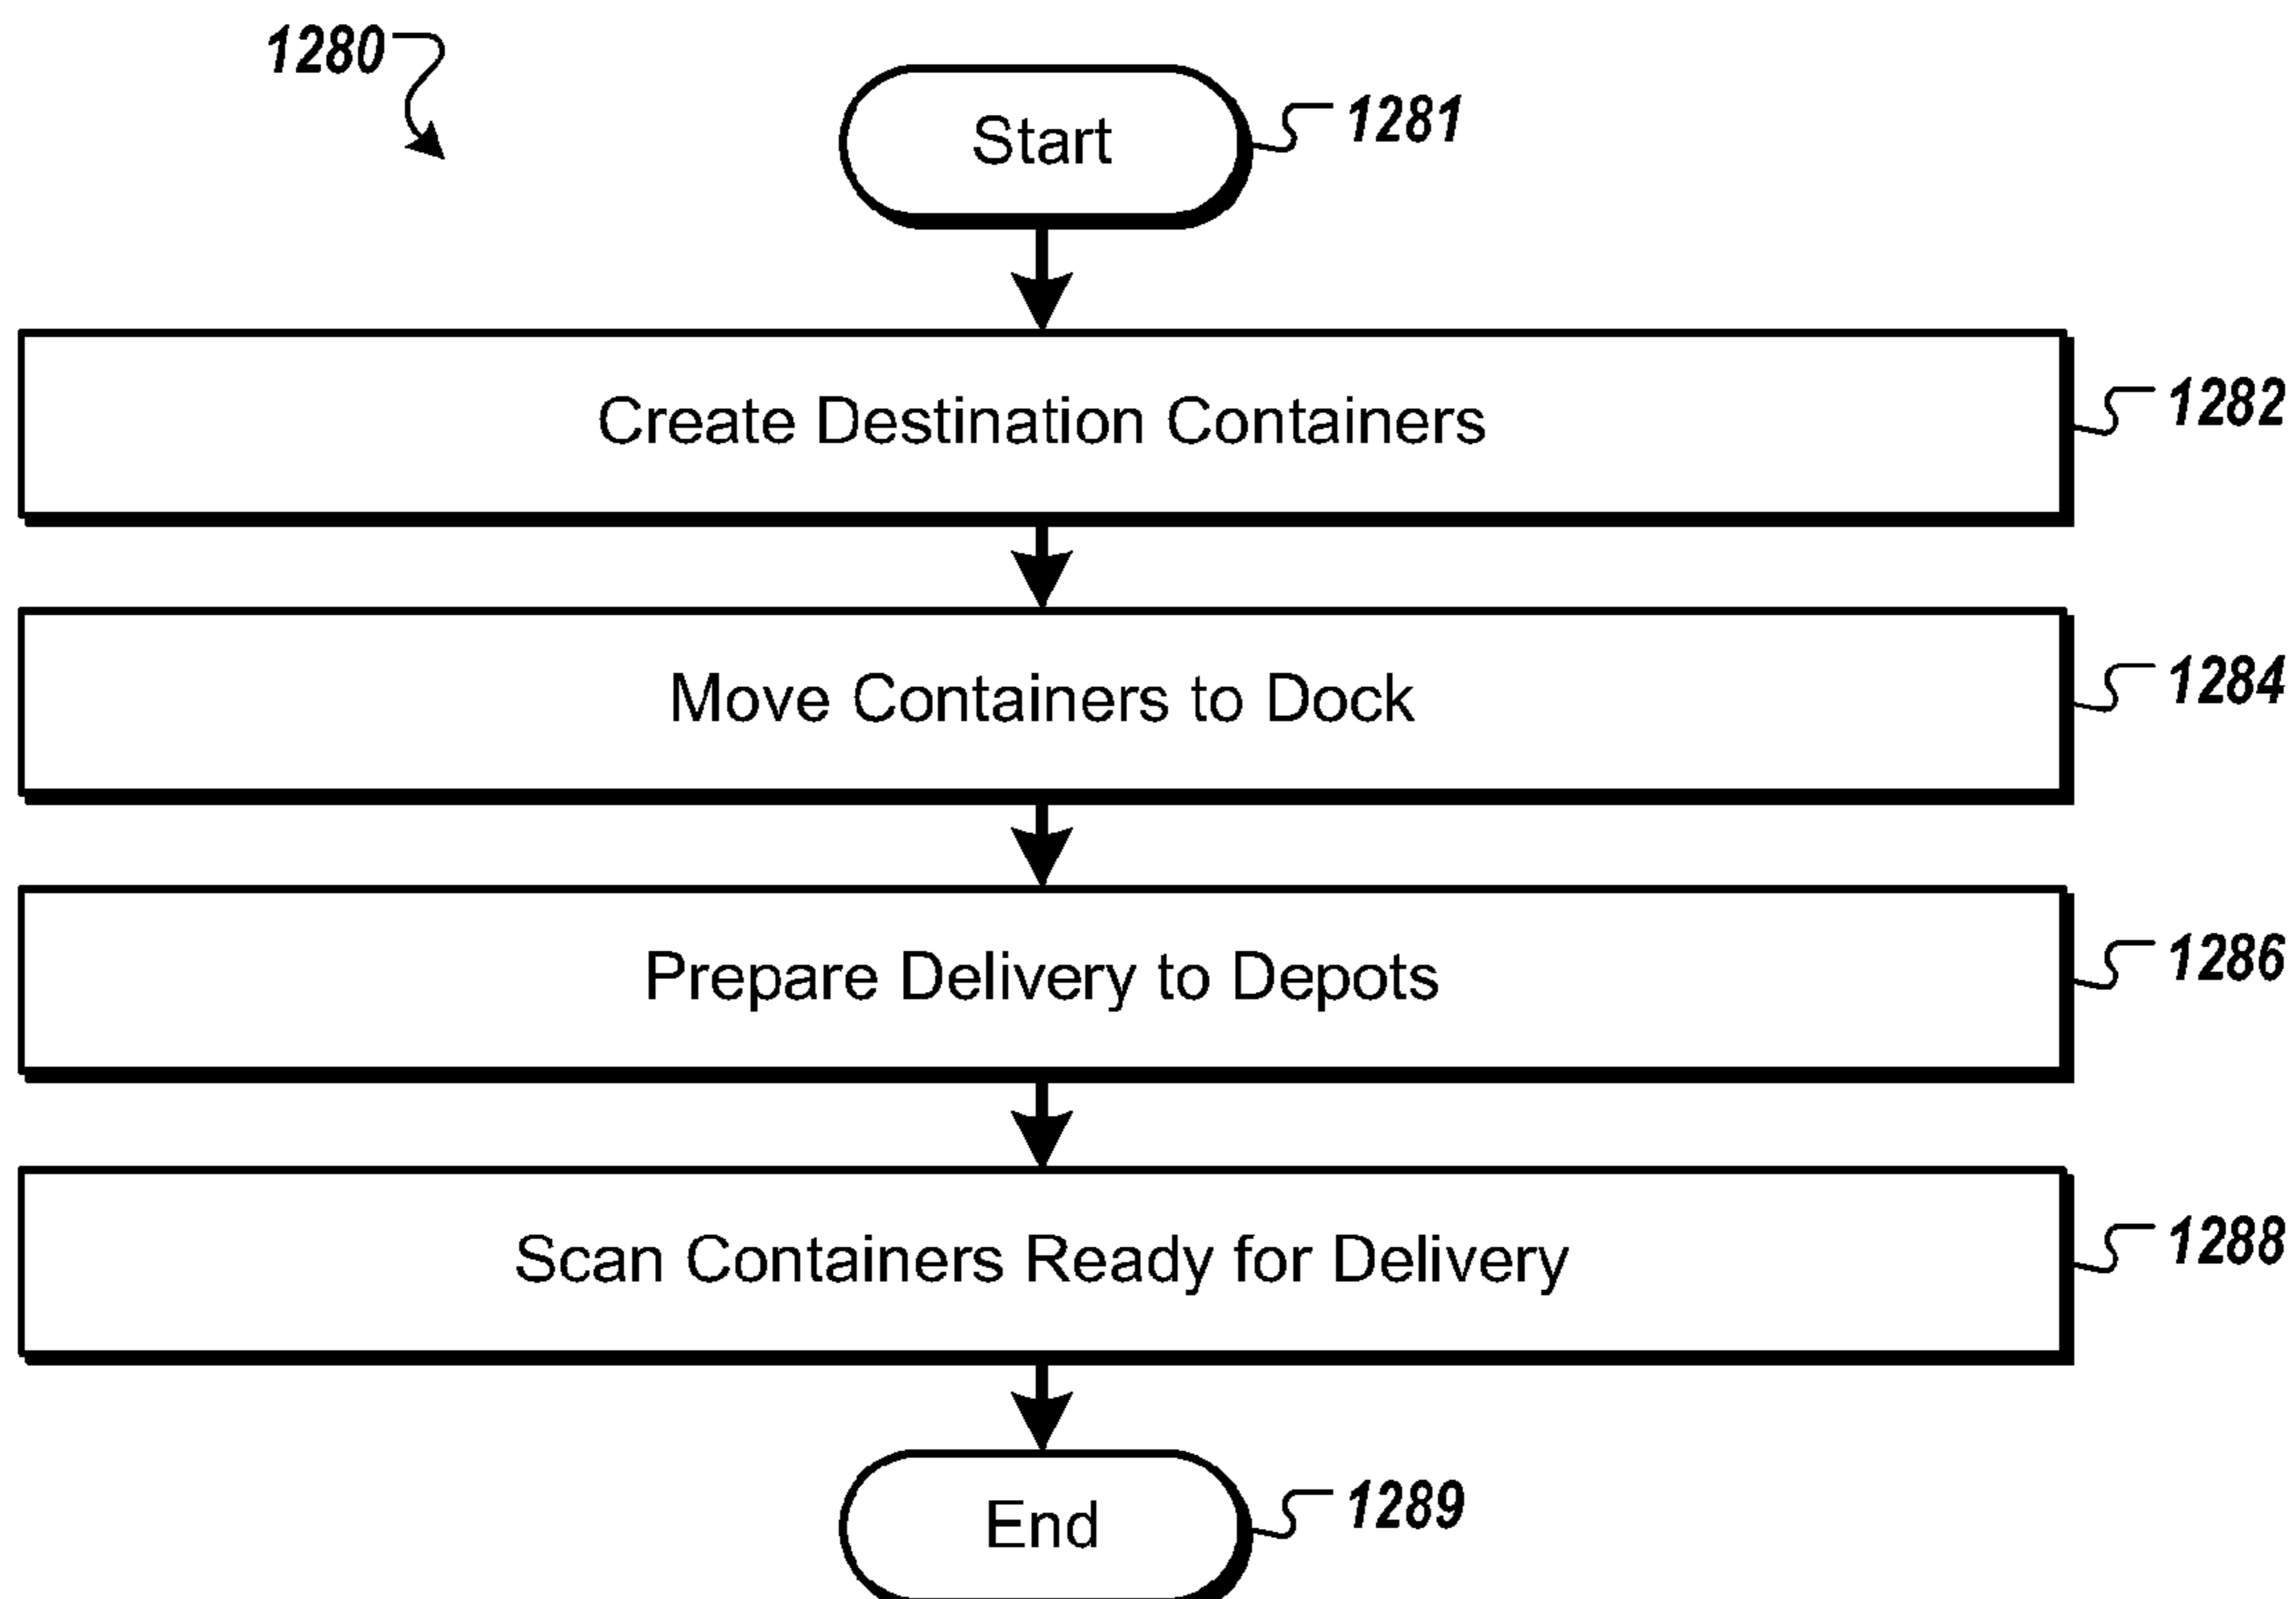 1280
Start
1281
Create Destination Containers
1282
Move Containers to Dock
1284
Prepare Delivery to Depots
1286
Scan Containers Ready for Delivery
1288
End
1289